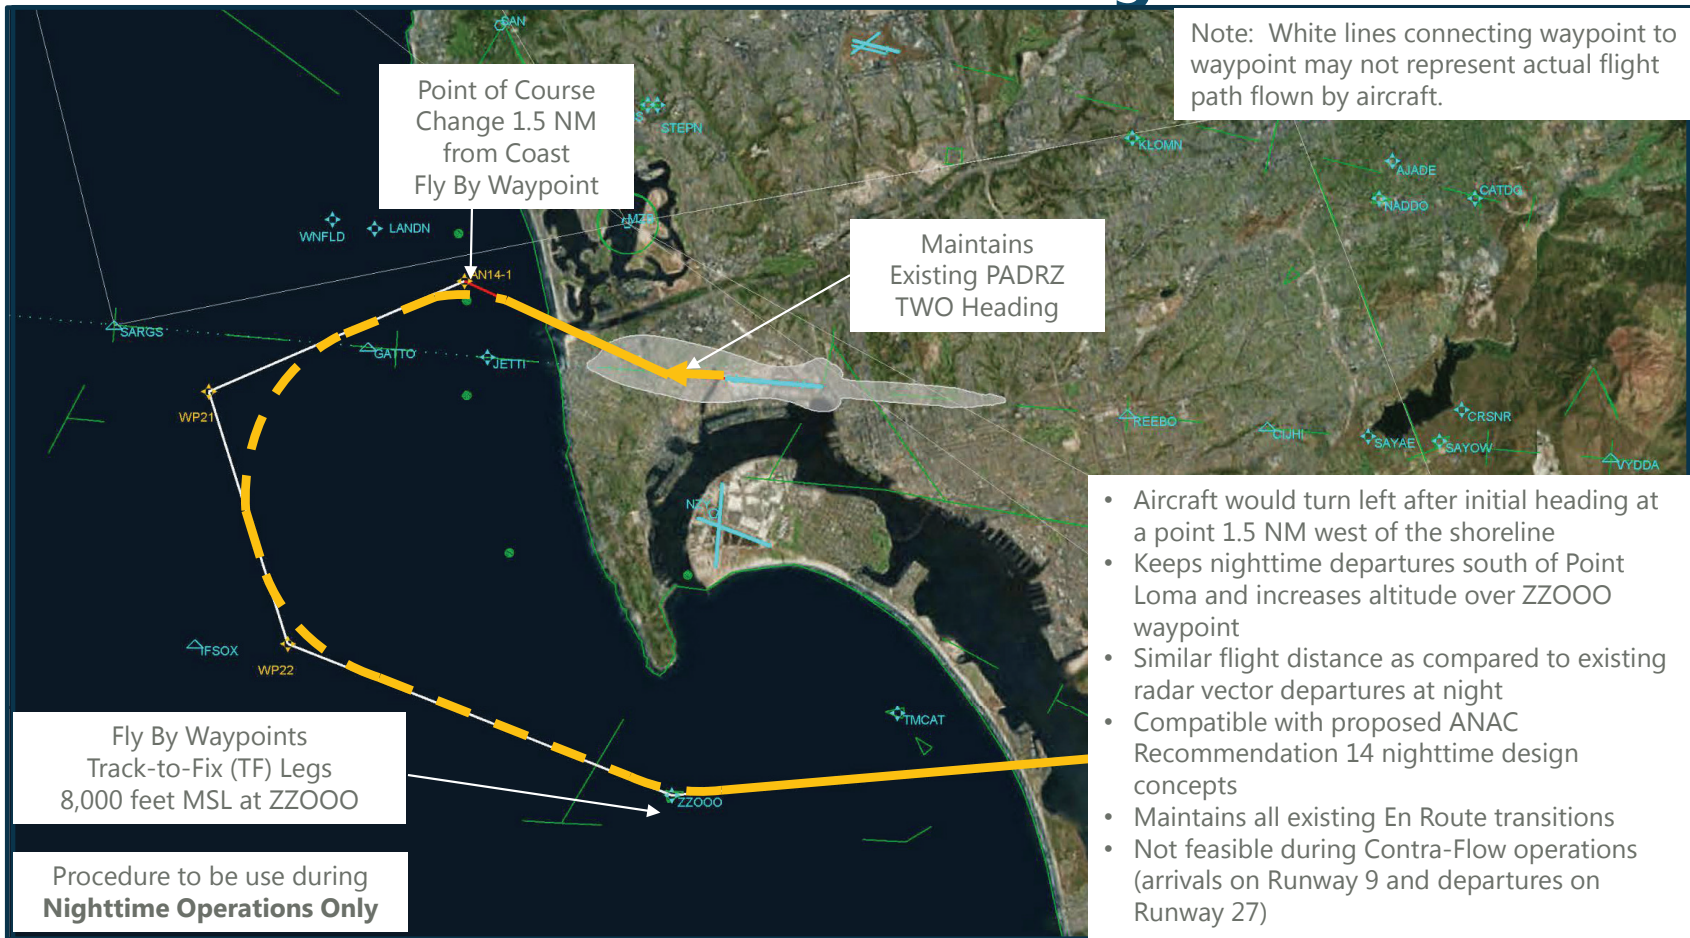 Note: White lines connecting waypoint to
waypoint may not represent actual flight
path flown by aircraft.
Point of Course
Change 1.5 NM
from Coast
Fly By Waypoint
Maintains
Existing PADRZ
TWO Heading
STEPN
KLOMN
AJADE
NADDO
WNFLD
LANDN
AN14-1
SARGS
GATTO
JETTI
WP21
REEBO
CIJHI
CRSNR
SAYAE
SAYOW
VYDDA
NZY
IFSOX
WP22
TMCAT
ZZOOO
Fly By Waypoints
Track-to-Fix (TF) Legs
8,000 feet MSL at ZZOOO
Procedure to be use during
Nighttime Operations Only
• Aircraft would turn left after initial heading at
a point 1.5 NM west of the shoreline
• Keeps nighttime departures south of Point
Loma and increases altitude over ZZOOO
waypoint
• Similar flight distance as compared to existing
radar vector departures at night
• Compatible with proposed ANAC
Recommendation 14 nighttime design
concepts
• Maintains all existing En Route transitions
• Not feasible during Contra-Flow operations
(arrivals on Runway 9 and departures on
Runway 27)